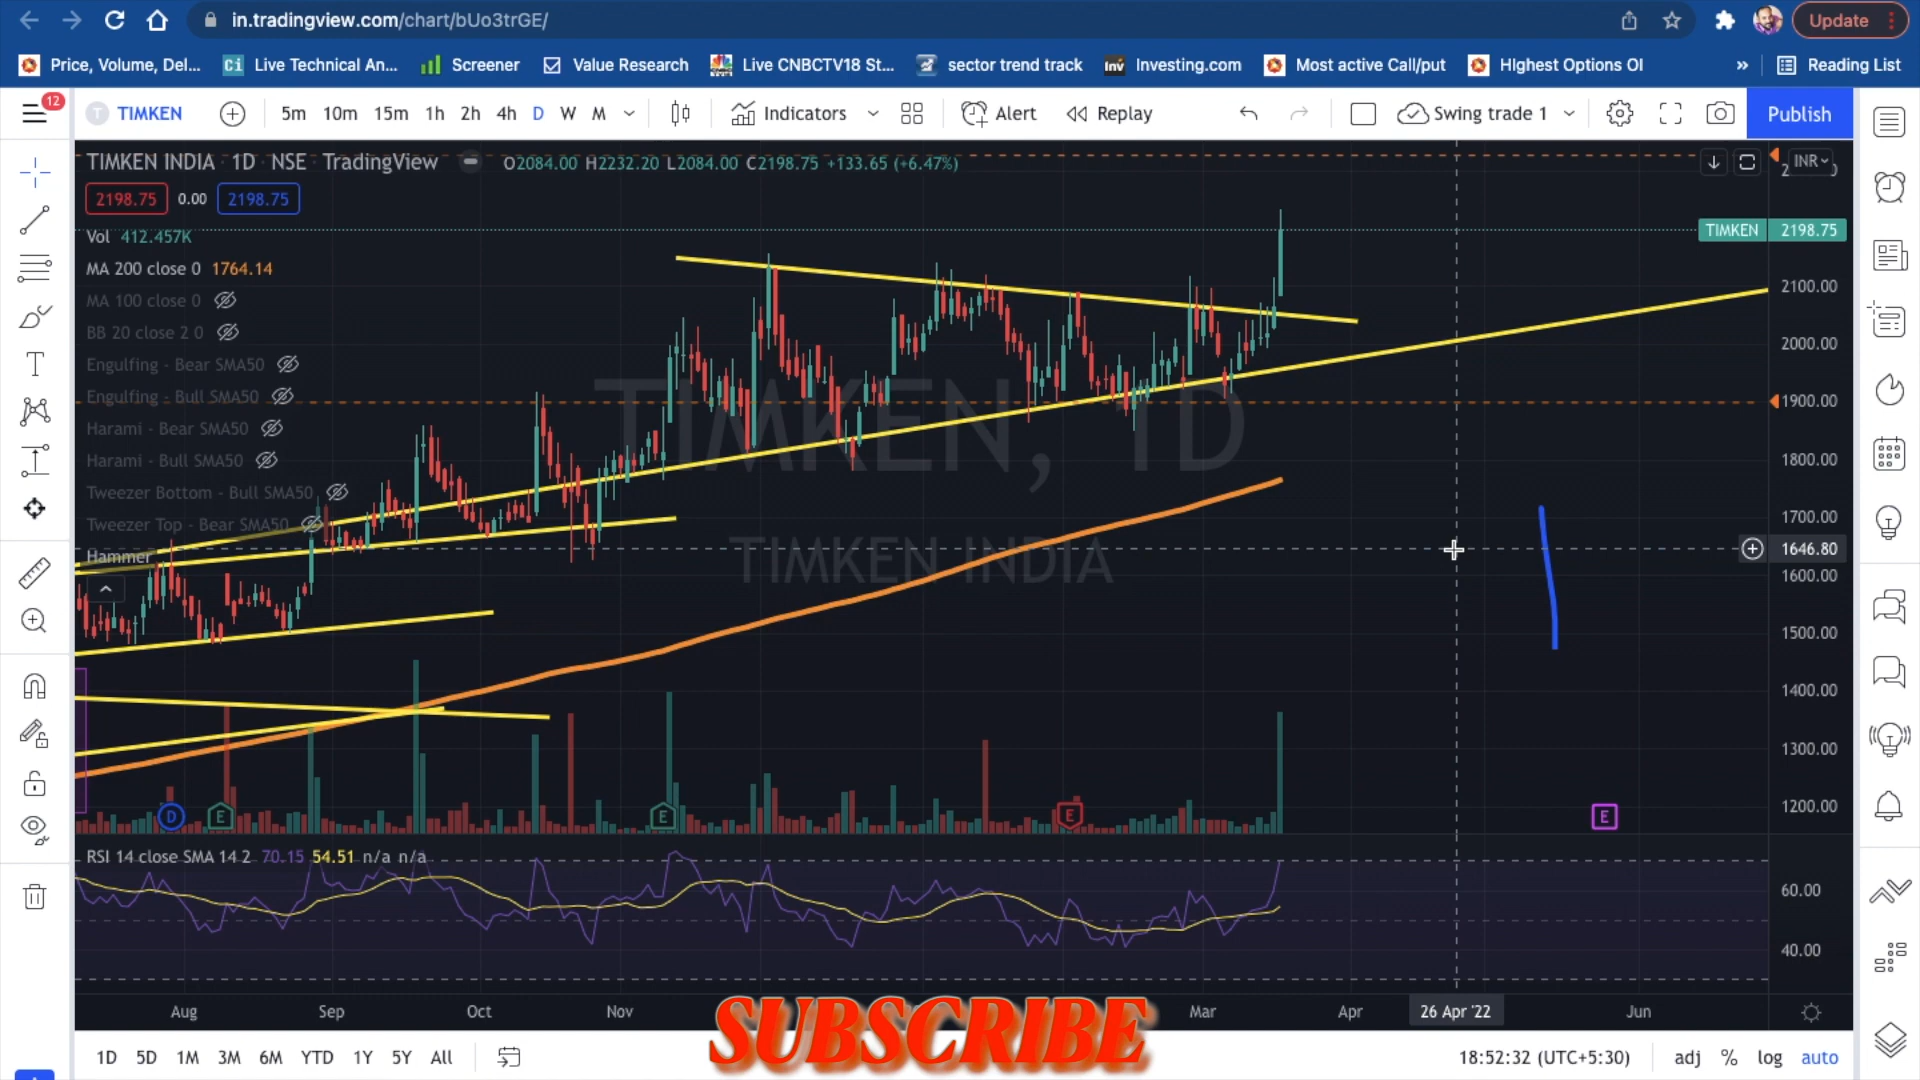 in.tradingview.com/chart/bUo3trGE/
Update
Price, Volume, Del...
Ci Live Technical An...
Screener
Value Research
Live CNBCTV18 St...
sector trend track
Inv Investing.com
Most active Call/put
HIghest Options OI
»
Reading List
12
T TIMKEN
5m 10m 15m 1h 2h 4h D W M
Indicators
Alert
Replay
Swing trade 1
Publish
TIMKEN INDIA · 1D · NSE · TradingView
O2084.00 H2232.20 L2084.00 C2198.75 +133.65 (+6.47%)
INR
2198.75 0.00 2198.75
TIMKEN 2198.75
Vol 412.457K
MA 200 close 0 1764.14
MA 100 close 0
BB 20 close 2 0
Engulfing - Bear SMA50
Engulfing - Bull SMA50
Harami - Bear SMA50
Harami - Bull SMA50
Tweezer Bottom - Bull SMA50
Tweezer Top - Bear SMA50
Hammer
TIMKEN, 1D
TIMKEN INDIA
2100.00
2000.00
1900.00
1800.00
1700.00
1646.80
1600.00
1500.00
1400.00
1300.00
1200.00
D E E E E
RSI 14 close SMA 14 2 70.15 54.51 n/a n/a
60.00
40.00
Aug Sep Oct Nov Mar Apr 26 Apr '22 Jun
SUBSCRIBE
1D 5D 1M 3M 6M YTD 1Y 5Y All
18:52:32 (UTC+5:30) adj % log auto